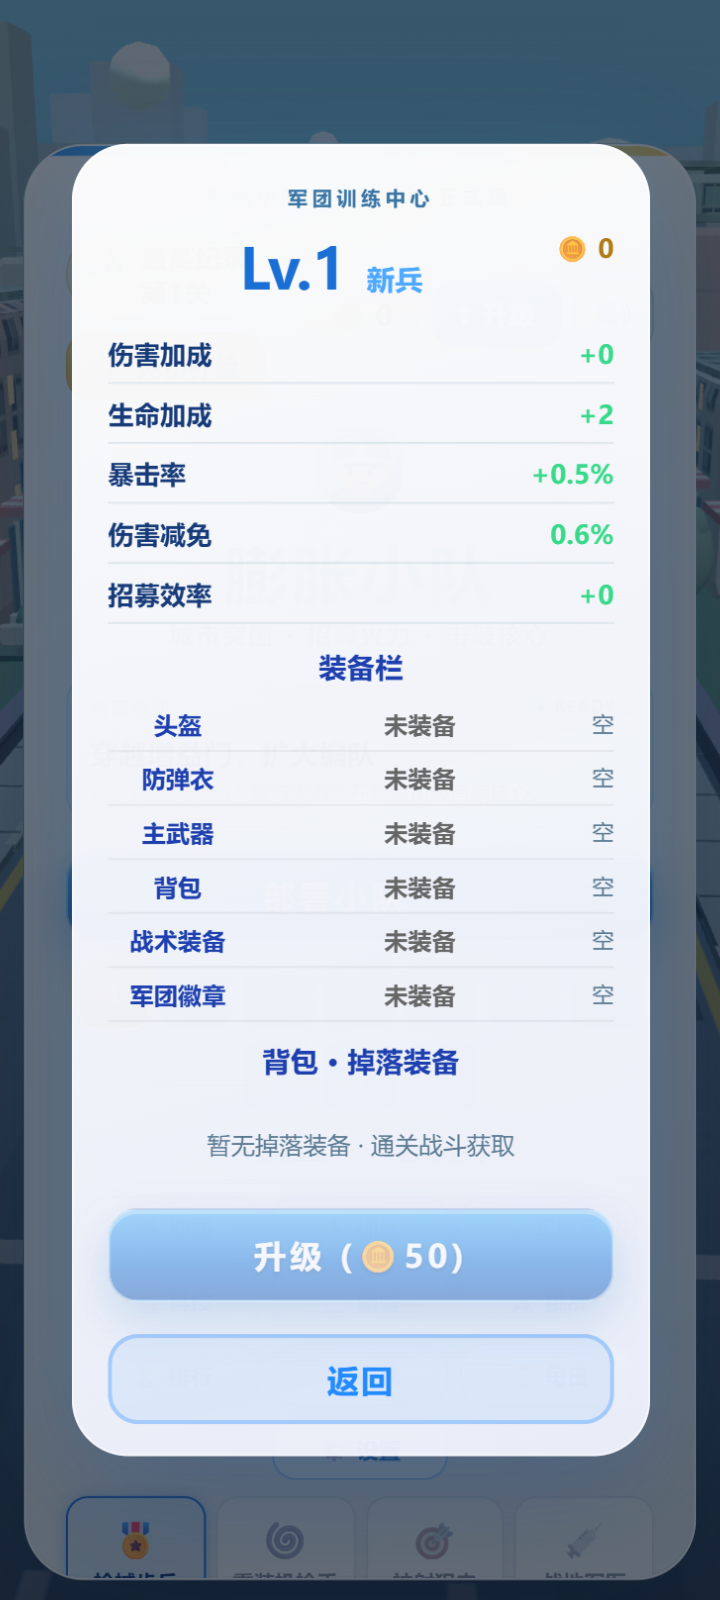 军团训练中心
Lv.1 新兵
0
伤害加成 +0
生命加成 +2
暴击率 +0.5%
伤害减免 0.6%
招募效率 +0
装备栏
头盔 未装备 空
防弹衣 未装备 空
主武器 未装备 空
背包 未装备 空
战术装备 未装备 空
军团徽章 未装备 空
背包 • 掉落装备
暂无掉落装备 · 通关战斗获取
升级 ( 50)
返回
设置